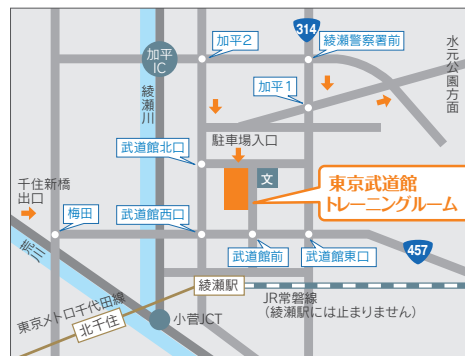 314
加平2
綾瀬警察署前
加平
IC
水元公園方面
綾瀬川
加平1
駐車場入口
武道館北口
文
千住新橋
出口
東京武道館
トレーニングルーム
梅田
武道館西口
荒川
武道館前
武道館東口
457
綾瀬駅
JR常磐線
(綾瀬駅には止まりません)
東京メトロ千代田線
北千住
小菅JCT